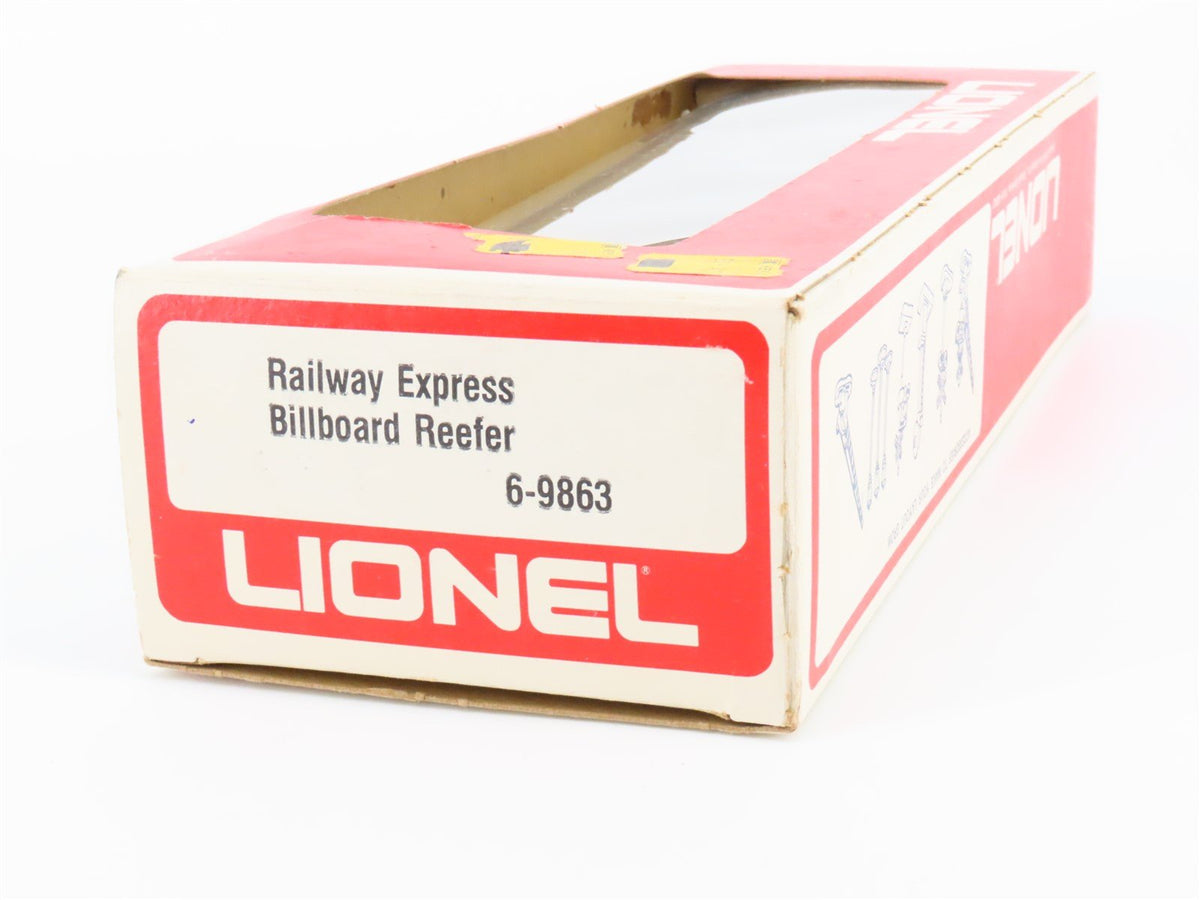 Railway Express
Billboard Reefer
6-9863
LIONEL®
LIONEL
LIONEL